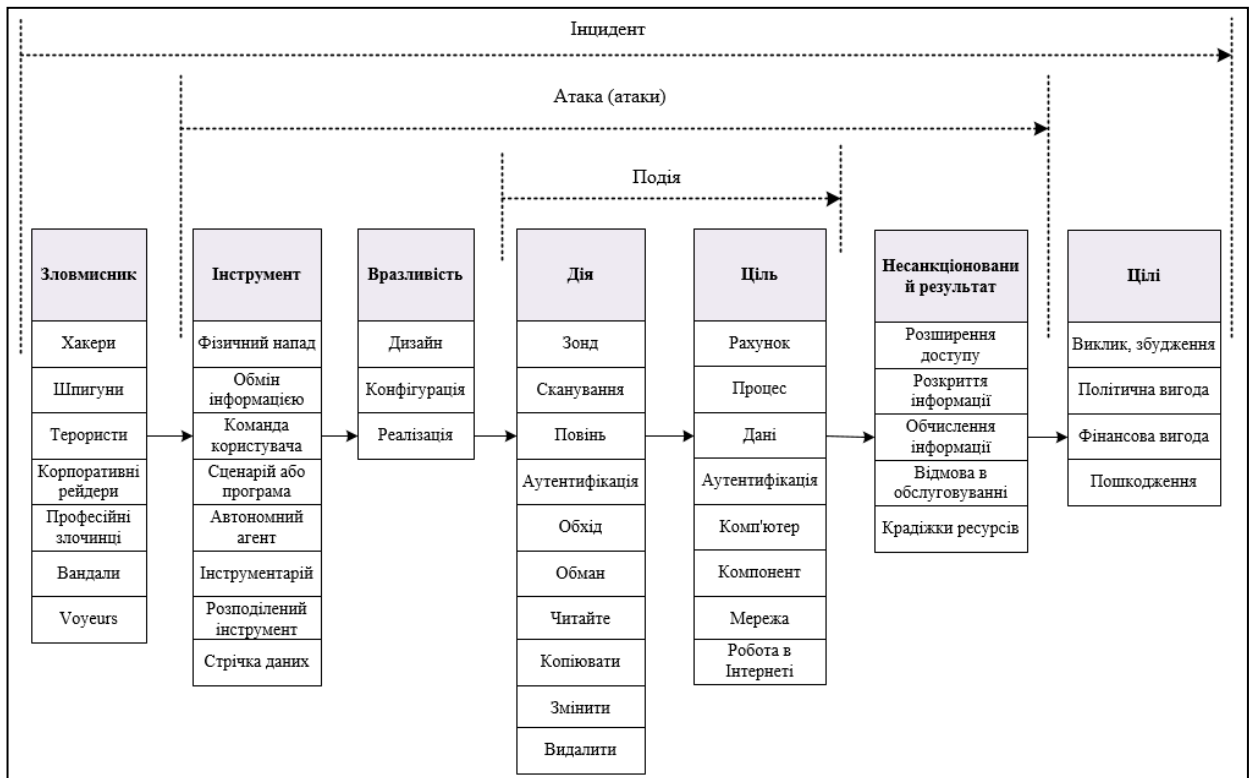 Інцидент
Атака (атаки)
Подія
Зловмисник
Хакери
Шпигуни
Терористи
Корпоративні
рейдери
Професійні
злочинці
Вандали
Voyeurs
Інструмент
Фізичний напад
Обмін
інформацією
Команда
користувача
Сценарій або
програма
Автономний
агент
Інструментарій
Розподілений
інструмент
Стрічка даних
Вразливість
Дизайн
Конфігурація
Реалізація
Дія
Зонд
Сканування
Повінь
Аутентифікація
Обхід
Обман
Читайте
Копіювати
Змінити
Видалити
Ціль
Рахунок
Процес
Дані
Аутентифікація
Комп'ютер
Компонент
Мережа
Робота в
Інтернеті
Несанкціоновани
й результат
Розширення
доступу
Розкриття
інформації
Обчислення
інформації
Відмова в
обслуговуванні
Крадіжки ресурсів
Цілі
Виклик, збудження
Політична вигода
Фінансова вигода
Пошкодження